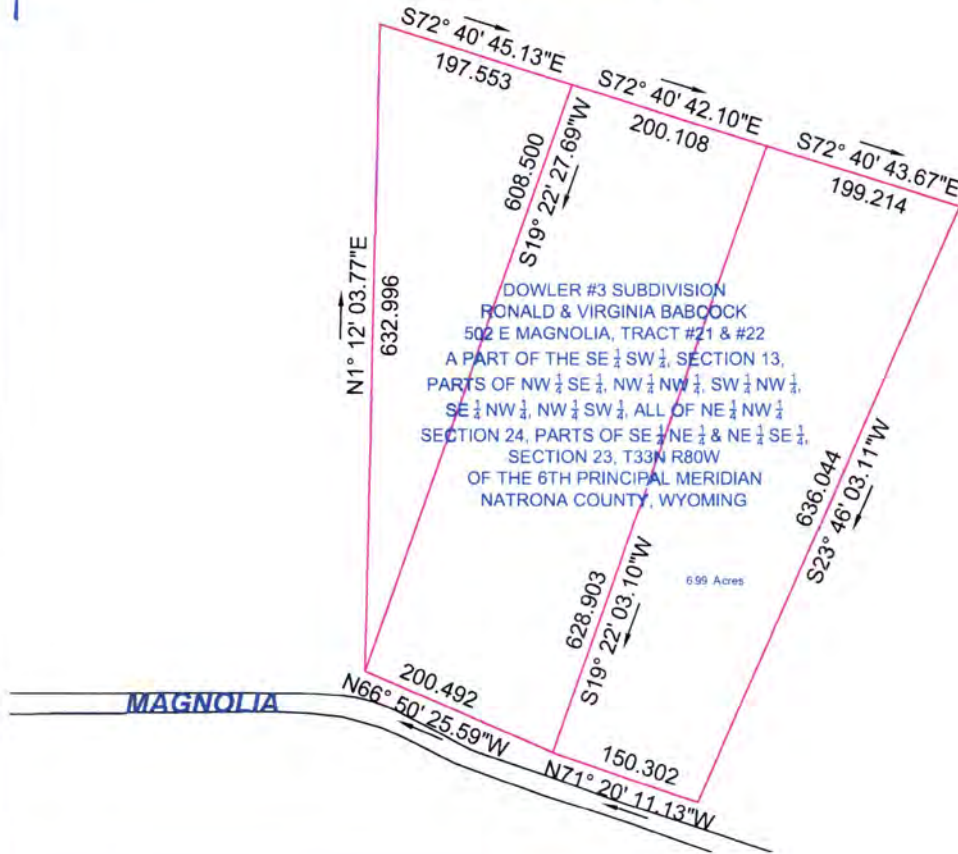 S72° 40' 45.13"E
197.553
S72° 40' 42.10"E
200.108
S72° 40' 43.67"E
199.214
608.500
S19° 22' 27.69"W
N1° 12' 03.77"E
632.996
DOWLER #3 SUBDIVISION
RONALD & VIRGINIA BABCOCK
502 E MAGNOLIA, TRACT #21 & #22
A PART OF THE SE 1/4 SW 1/4, SECTION 13,
PARTS OF NW 1/4 SE 1/4, NW 1/4 NW 1/4, SW 1/4 NW 1/4,
SE 1/4 NW 1/4, NW 1/4 SW 1/4, ALL OF NE 1/4 NW 1/4
SECTION 24, PARTS OF SE 1/4 NE 1/4 & NE 1/4 SE 1/4,
SECTION 23, T33N R80W
OF THE 6TH PRINCIPAL MERIDIAN
NATRONA COUNTY, WYOMING
636.044
S23° 46' 03.11"W
6.99 Acres
628.903
S19° 22' 03.10"W
200.492
N66° 50' 25.59"W
MAGNOLIA
150.302
N71° 20' 11.13"W